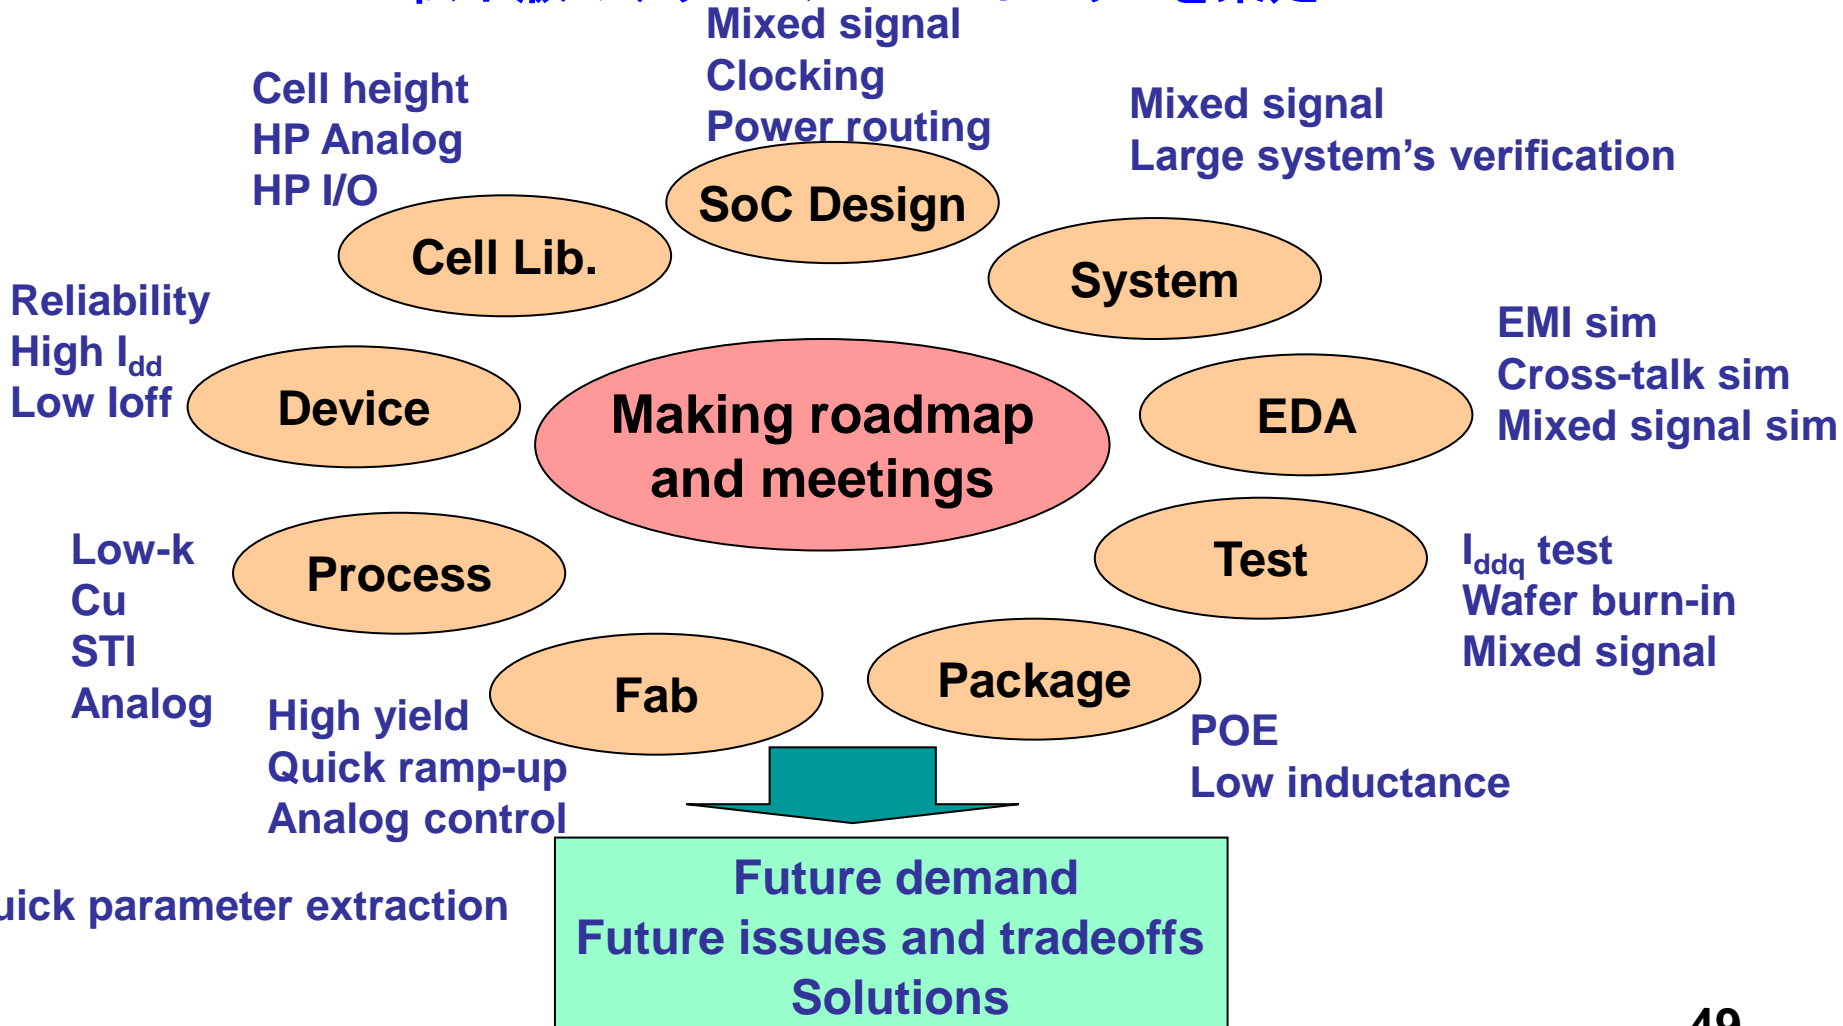 Mixed signal
Clocking
Power routing
Cell height
HP Analog
HP I/O
Mixed signal
Large system's verification
SoC Design
Cell Lib.
System
Reliability
High Idd
Low Ioff
Device
Making roadmap
and meetings
EDA
EMI sim
Cross-talk sim
Mixed signal sim
Low-k
Cu
STI
Analog
Process
Test
Iddq test
Wafer burn-in
Mixed signal
Fab
Package
High yield
Quick ramp-up
Analog control
POE
Low inductance
parameter extraction
Future demand
Future issues and tradeoffs
Solutions
49